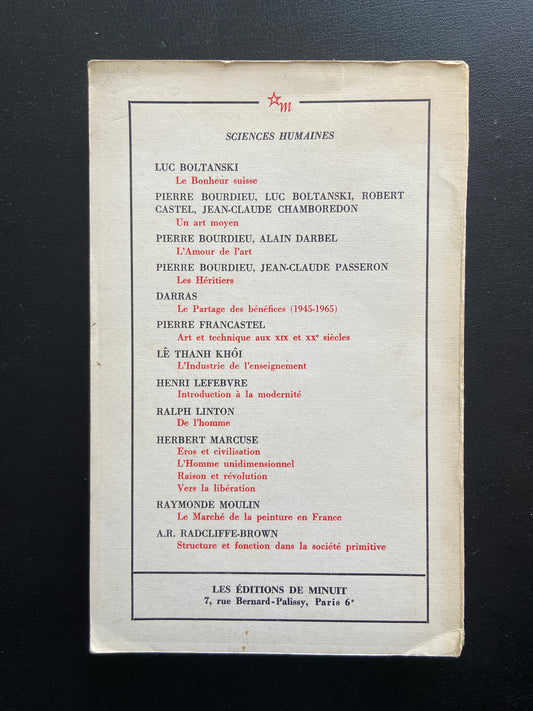 m
SCIENCES HUMAINES
LUC BOLTANSKI
Le Bonheur suisse
PIERRE BOURDIEU, LUC BOLTANSKI, ROBERT
CASTEL, JEAN-CLAUDE CHAMBOREDON
Un art moyen
PIERRE BOURDIEU, ALAIN DARBEL
L'Amour de l'art
PIERRE BOURDIEU, JEAN-CLAUDE PASSERON
Les Héritiers
DARRAS
Le Partage des bénéfices (1945-1965)
PIERRE FRANCASTEL
Art et technique aux XIX et XXᵉ siècles
LÊ THANH KHÔI
L'Industrie de l'enseignement
HENRI LEFEBVRE
Introduction à la modernité
RALPH LINTON
De l'homme
HERBERT MARCUSE
Eros et civilisation
L'Homme unidimensionnel
Raison et révolution
Vers la libération
RAYMONDE MOULIN
Le Marché de la peinture en France
A.R. RADCLIFFE-BROWN
Structure et fonction dans la société primitive
LES ÉDITIONS DE MINUIT
7, rue Bernard-Palissy, Paris 6ᵉ